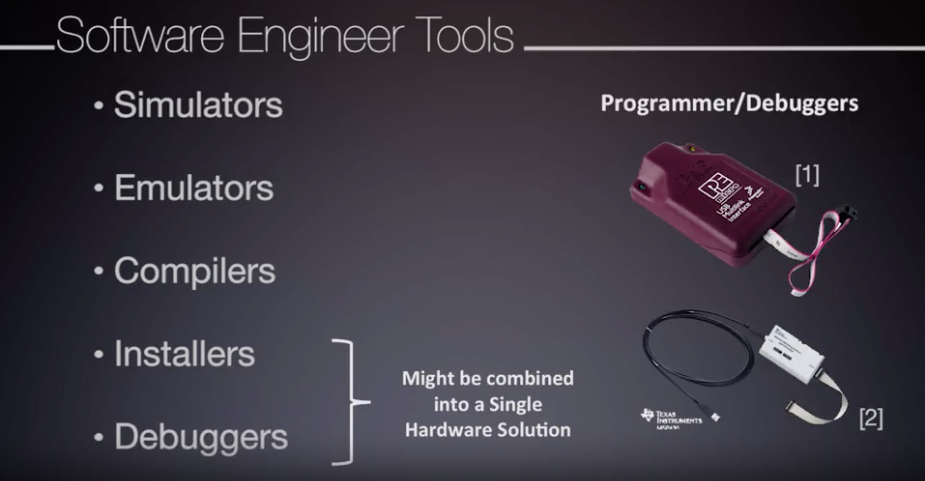 Software Engineer Tools
• Simulators
• Emulators
• Compilers
• Installers
• Debuggers
Might be combined
into a Single
Hardware Solution
Programmer/Debuggers
[1]
PE
USB
Multilink
Interface
[2]
TEXAS
INSTRUMENTS
MSP430